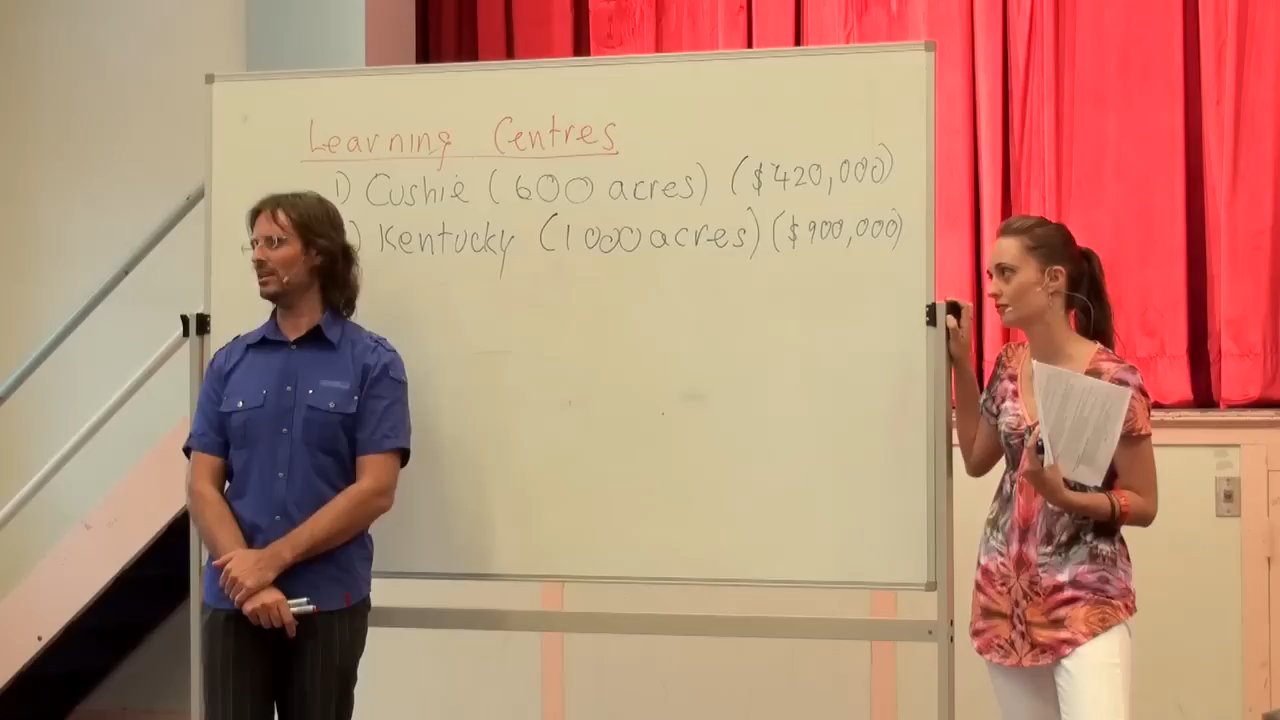 Learning Centres
1) Cushie (600 acres) ($420,000)
) Kentucky (1000 acres) ($900,000)